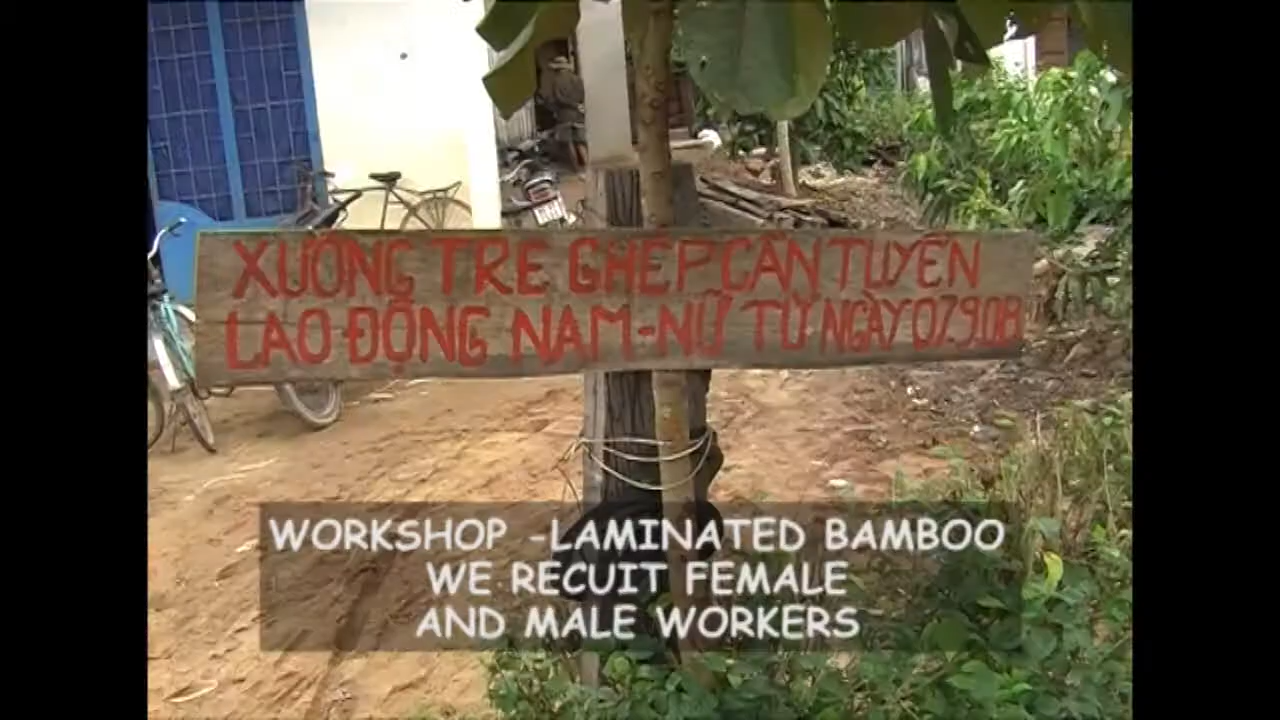 XƯỞNG TRE GHÉP CẦN TUYỂN
LAO ĐỘNG NAM-NỮ TỪ NGÀY 07.9.08
WORKSHOP -LAMINATED BAMBOO
WE RECUIT FEMALE
AND MALE WORKERS